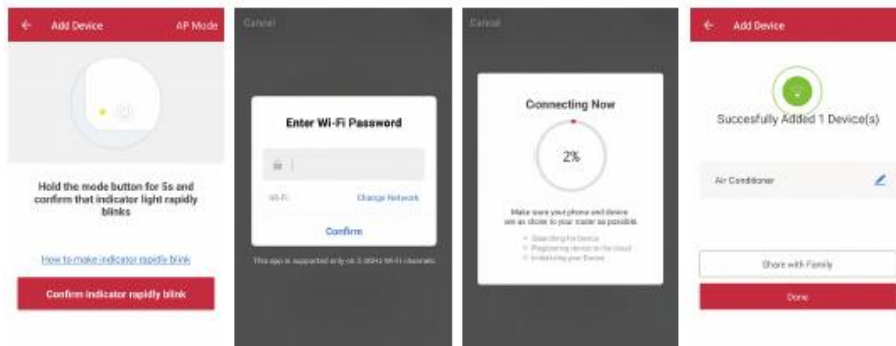 Add Device
AP Mode
Hold the mode button for 5s and
confirm that indicator light rapidly
blinks
How to make indicator rapidly blink
Confirm indicator rapidly blink
Cancel
Enter Wi-Fi Password
Wi-Fi
Change Network
Confirm
This app is supported only on 2.4GHz Wi-Fi channels
Cancel
Connecting Now
2%
Make sure your phone and device
are as close to your router as possible.
Searching for Device
Registering device to the cloud
Initializing your Device
Add Device
Succesfully Added 1 Device(s)
Air Conditioner
Share with Family
Done